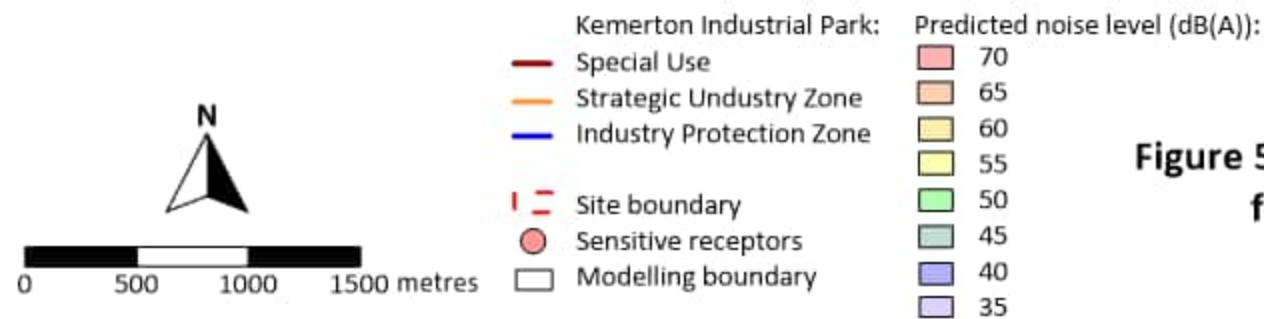 N
0 500 1000 1500 metres
Kemerton Industrial Park:
Special Use
Strategic Undustry Zone
Industry Protection Zone
Site boundary
Sensitive receptors
Modelling boundary
Predicted noise level (dB(A)):
70
65
60
55
50
45
40
35
Figure 5
f